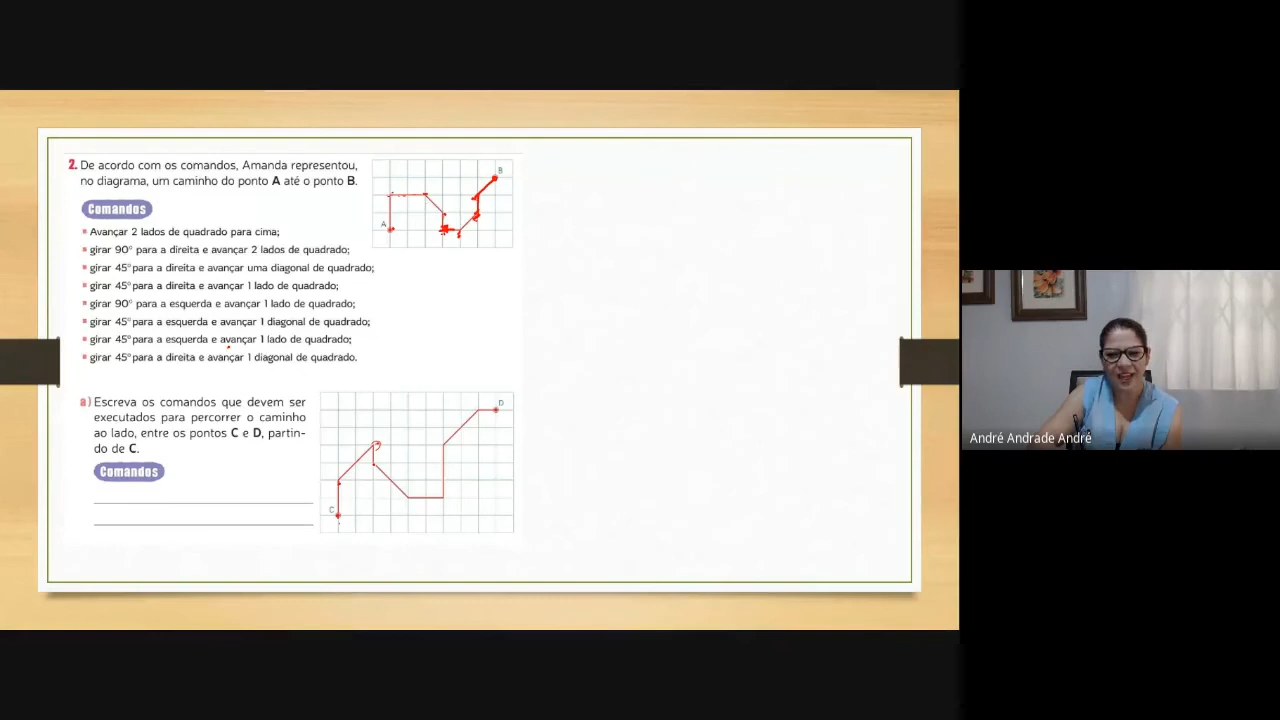 2. De acordo com os comandos, Amanda representou,
no diagrama, um caminho do ponto A até o ponto B.
Comandos
Avançar 2 lados de quadrado para cima;
girar 90° para a direita e avançar 2 lados de quadrado;
girar 45° para a direita e avançar uma diagonal de quadrado;
girar 45° para a direita e avançar 1 lado de quadrado;
girar 90° para a esquerda e avançar 1 lado de quadrado;
girar 45° para a esquerda e avançar 1 diagonal de quadrado;
girar 45° para a esquerda e avançar 1 lado de quadrado;
girar 45° para a direita e avançar 1 diagonal de quadrado.
A
B
a) Escreva os comandos que devem ser
executados para percorrer o caminho
ao lado, entre os pontos C e D, partin-
do de C.
Comandos
C
D
André Andrade André